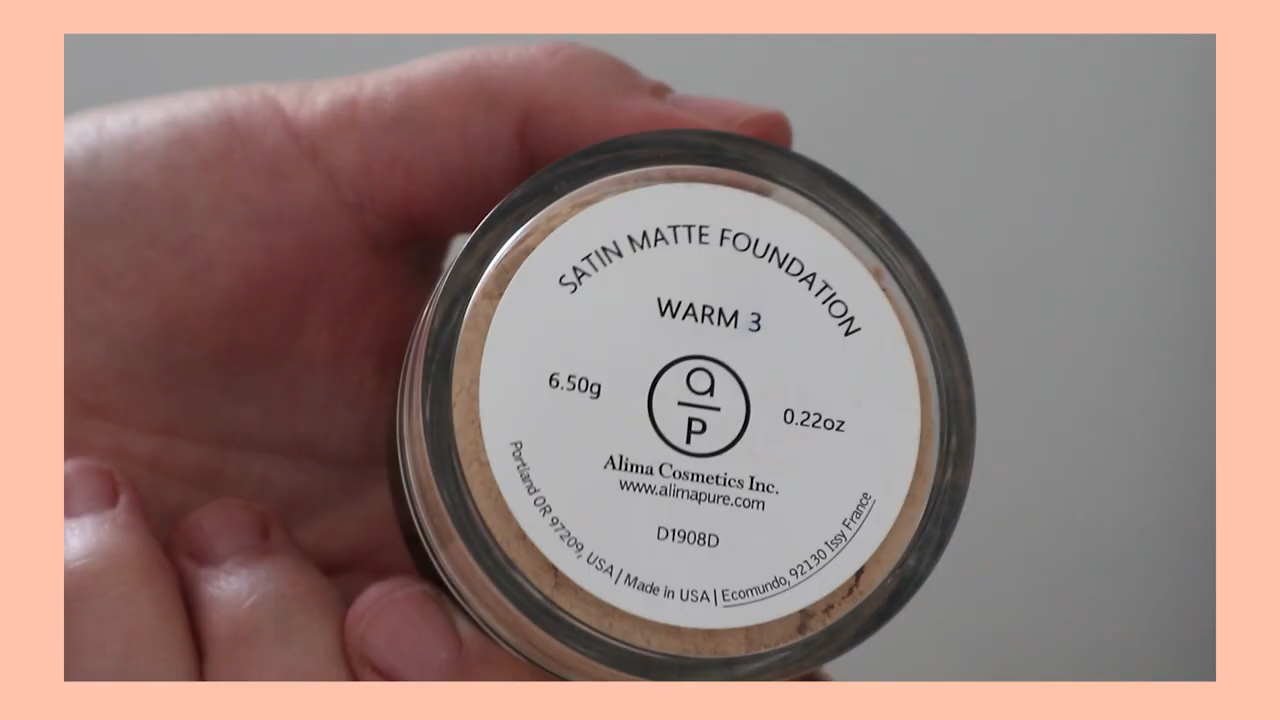 SATIN MATTE FOUNDATION
WARM 3
6.50g
a
P
0.22oz
Alima Cosmetics Inc.
www.alimapure.com
D1908D
Portland OR 97209, USA | Made in USA | Ecomundo, 92130 Issy France